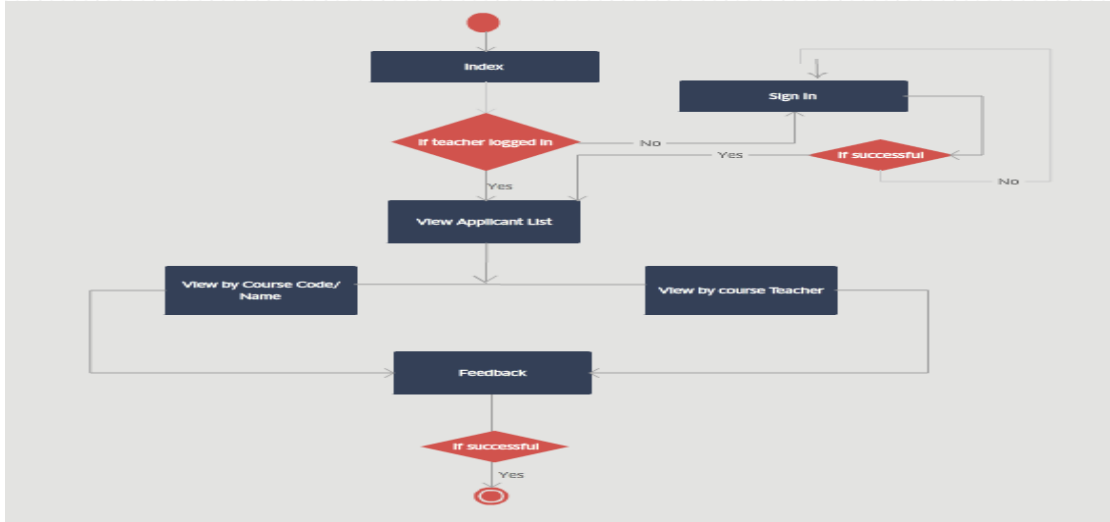 Index
Sign In
If teacher logged in
No
Yes
If successful
Yes
No
View Applicant List
View by Course Code/
Name
View by course Teacher
Feedback
If successful
Yes